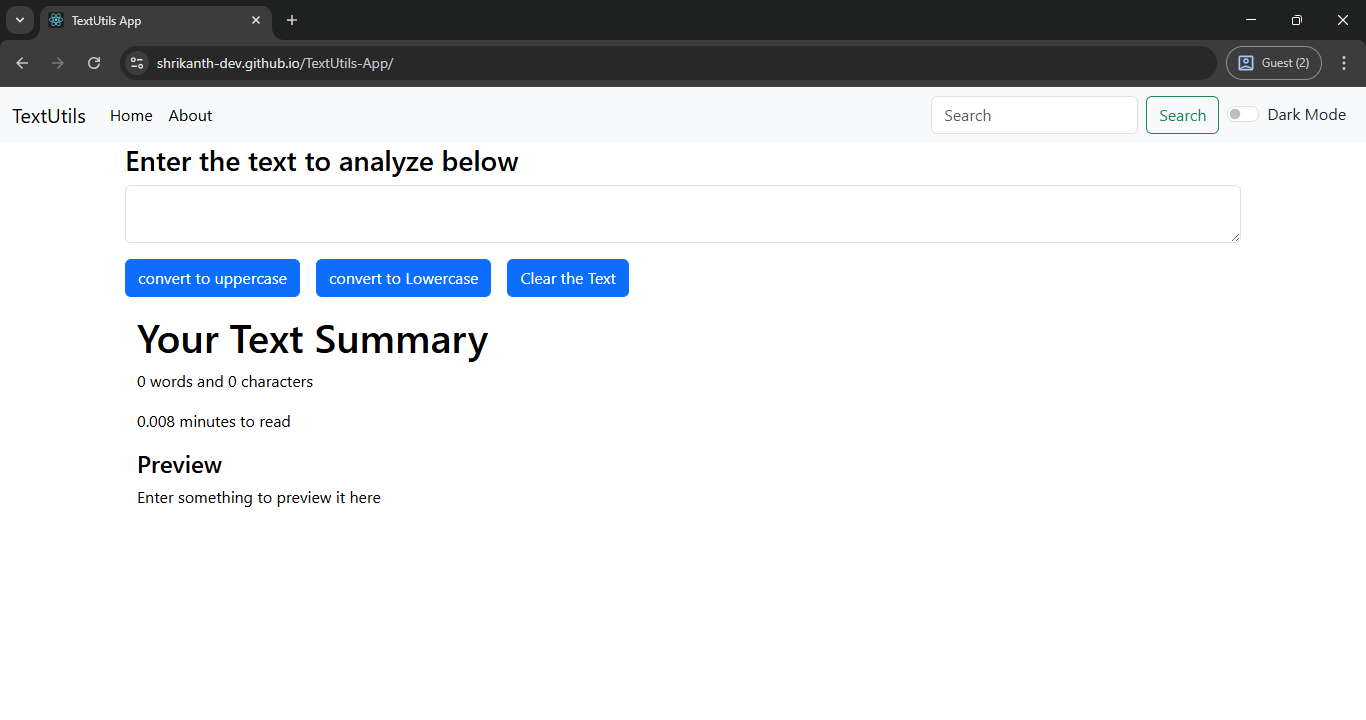 TextUtils App
shrikanth-dev.github.io/TextUtils-App/
Guest (2)
TextUtils Home About Search Search Dark Mode
Enter the text to analyze below
convert to uppercase convert to Lowercase Clear the Text
Your Text Summary
0 words and 0 characters
0.008 minutes to read
Preview
Enter something to preview it here